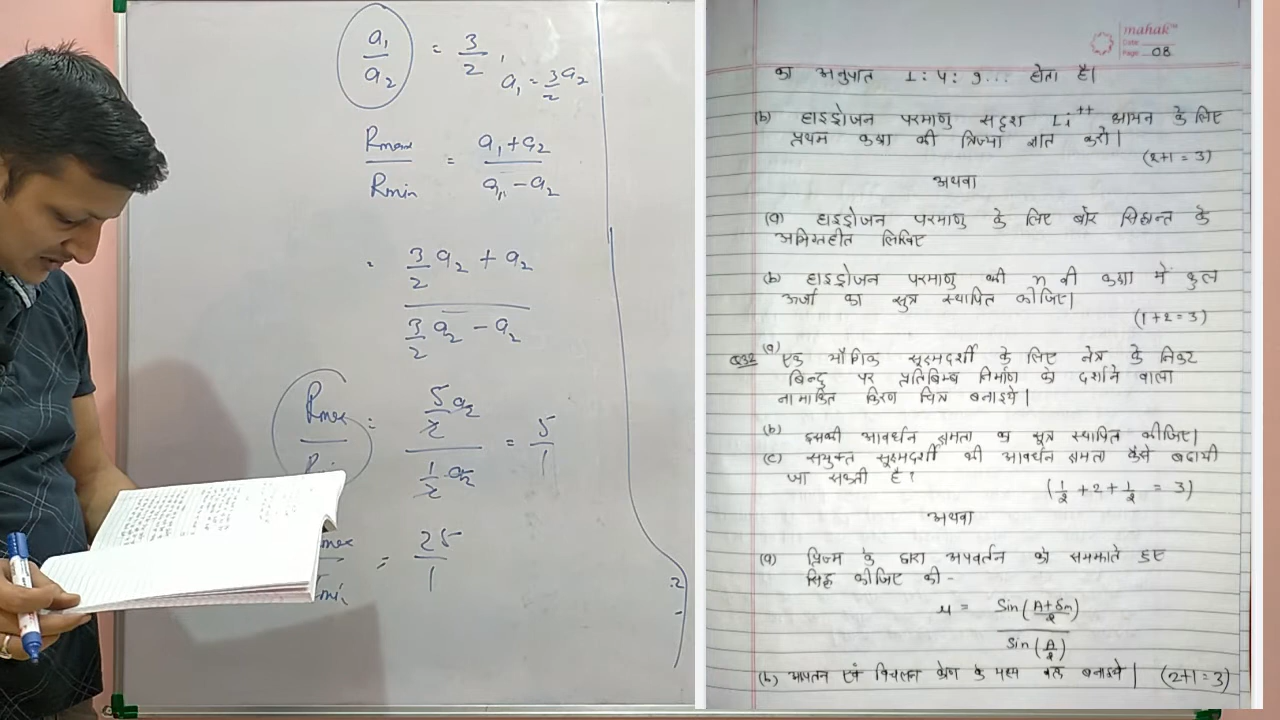 a₁/a₂ = 3/2, a₁ = 3/2 a₂
Rmax/Rmin = a₁+a₂/a₁-a₂
= 3/2 a₂ + a₂ / 3/2 a₂ - a₂
Rmax = 5/2 a₂ / 1/2 a₂ = 5/1
= 25/1
mahak
Date
Page 08
का अनुपात 1 : 4 : 9... होता है।
(b) हाइड्रोजन परमाणु सदृश Li⁺⁺ आयन के लिए
प्रथम कक्षा की त्रिज्या ज्ञात करो।
(2+1 = 3)
अथवा
(a) हाइड्रोजन परमाणु के लिए बोर सिद्धान्त के
लिखिए
(b) हाइड्रोजन परमाणु की n वी कक्षा में कुल
ऊर्जा का सुत्र स्थापित कीजिए।
(1+2 = 3)
(a) एक यौगिक सूक्ष्मदर्शी के लिए नेत्र के निकट
बिन्दु पर प्रतिबिम्ब निर्माण को दर्शाने वाला
नामांकित किरण चित्र बनाइये।
(b) इसकी आवर्धन क्षमता का सूत्र स्थापित कीजिए।
(c) संयुक्त सूक्ष्मदर्शी की आवर्धन क्षमता कैसे बढायी
जा सकती है ?
(1/2 + 2 + 1/2 = 3)
अथवा
(a) प्रिज्म के द्वारा अपवर्तन को समझाते हुए
सिद्ध कीजिए की -
μ = Sin(A+δm/2) / Sin(A/2)
(b) आपतन एवं विचलन कोण के मध्य वक्र बनाइये। (2+1 = 3)